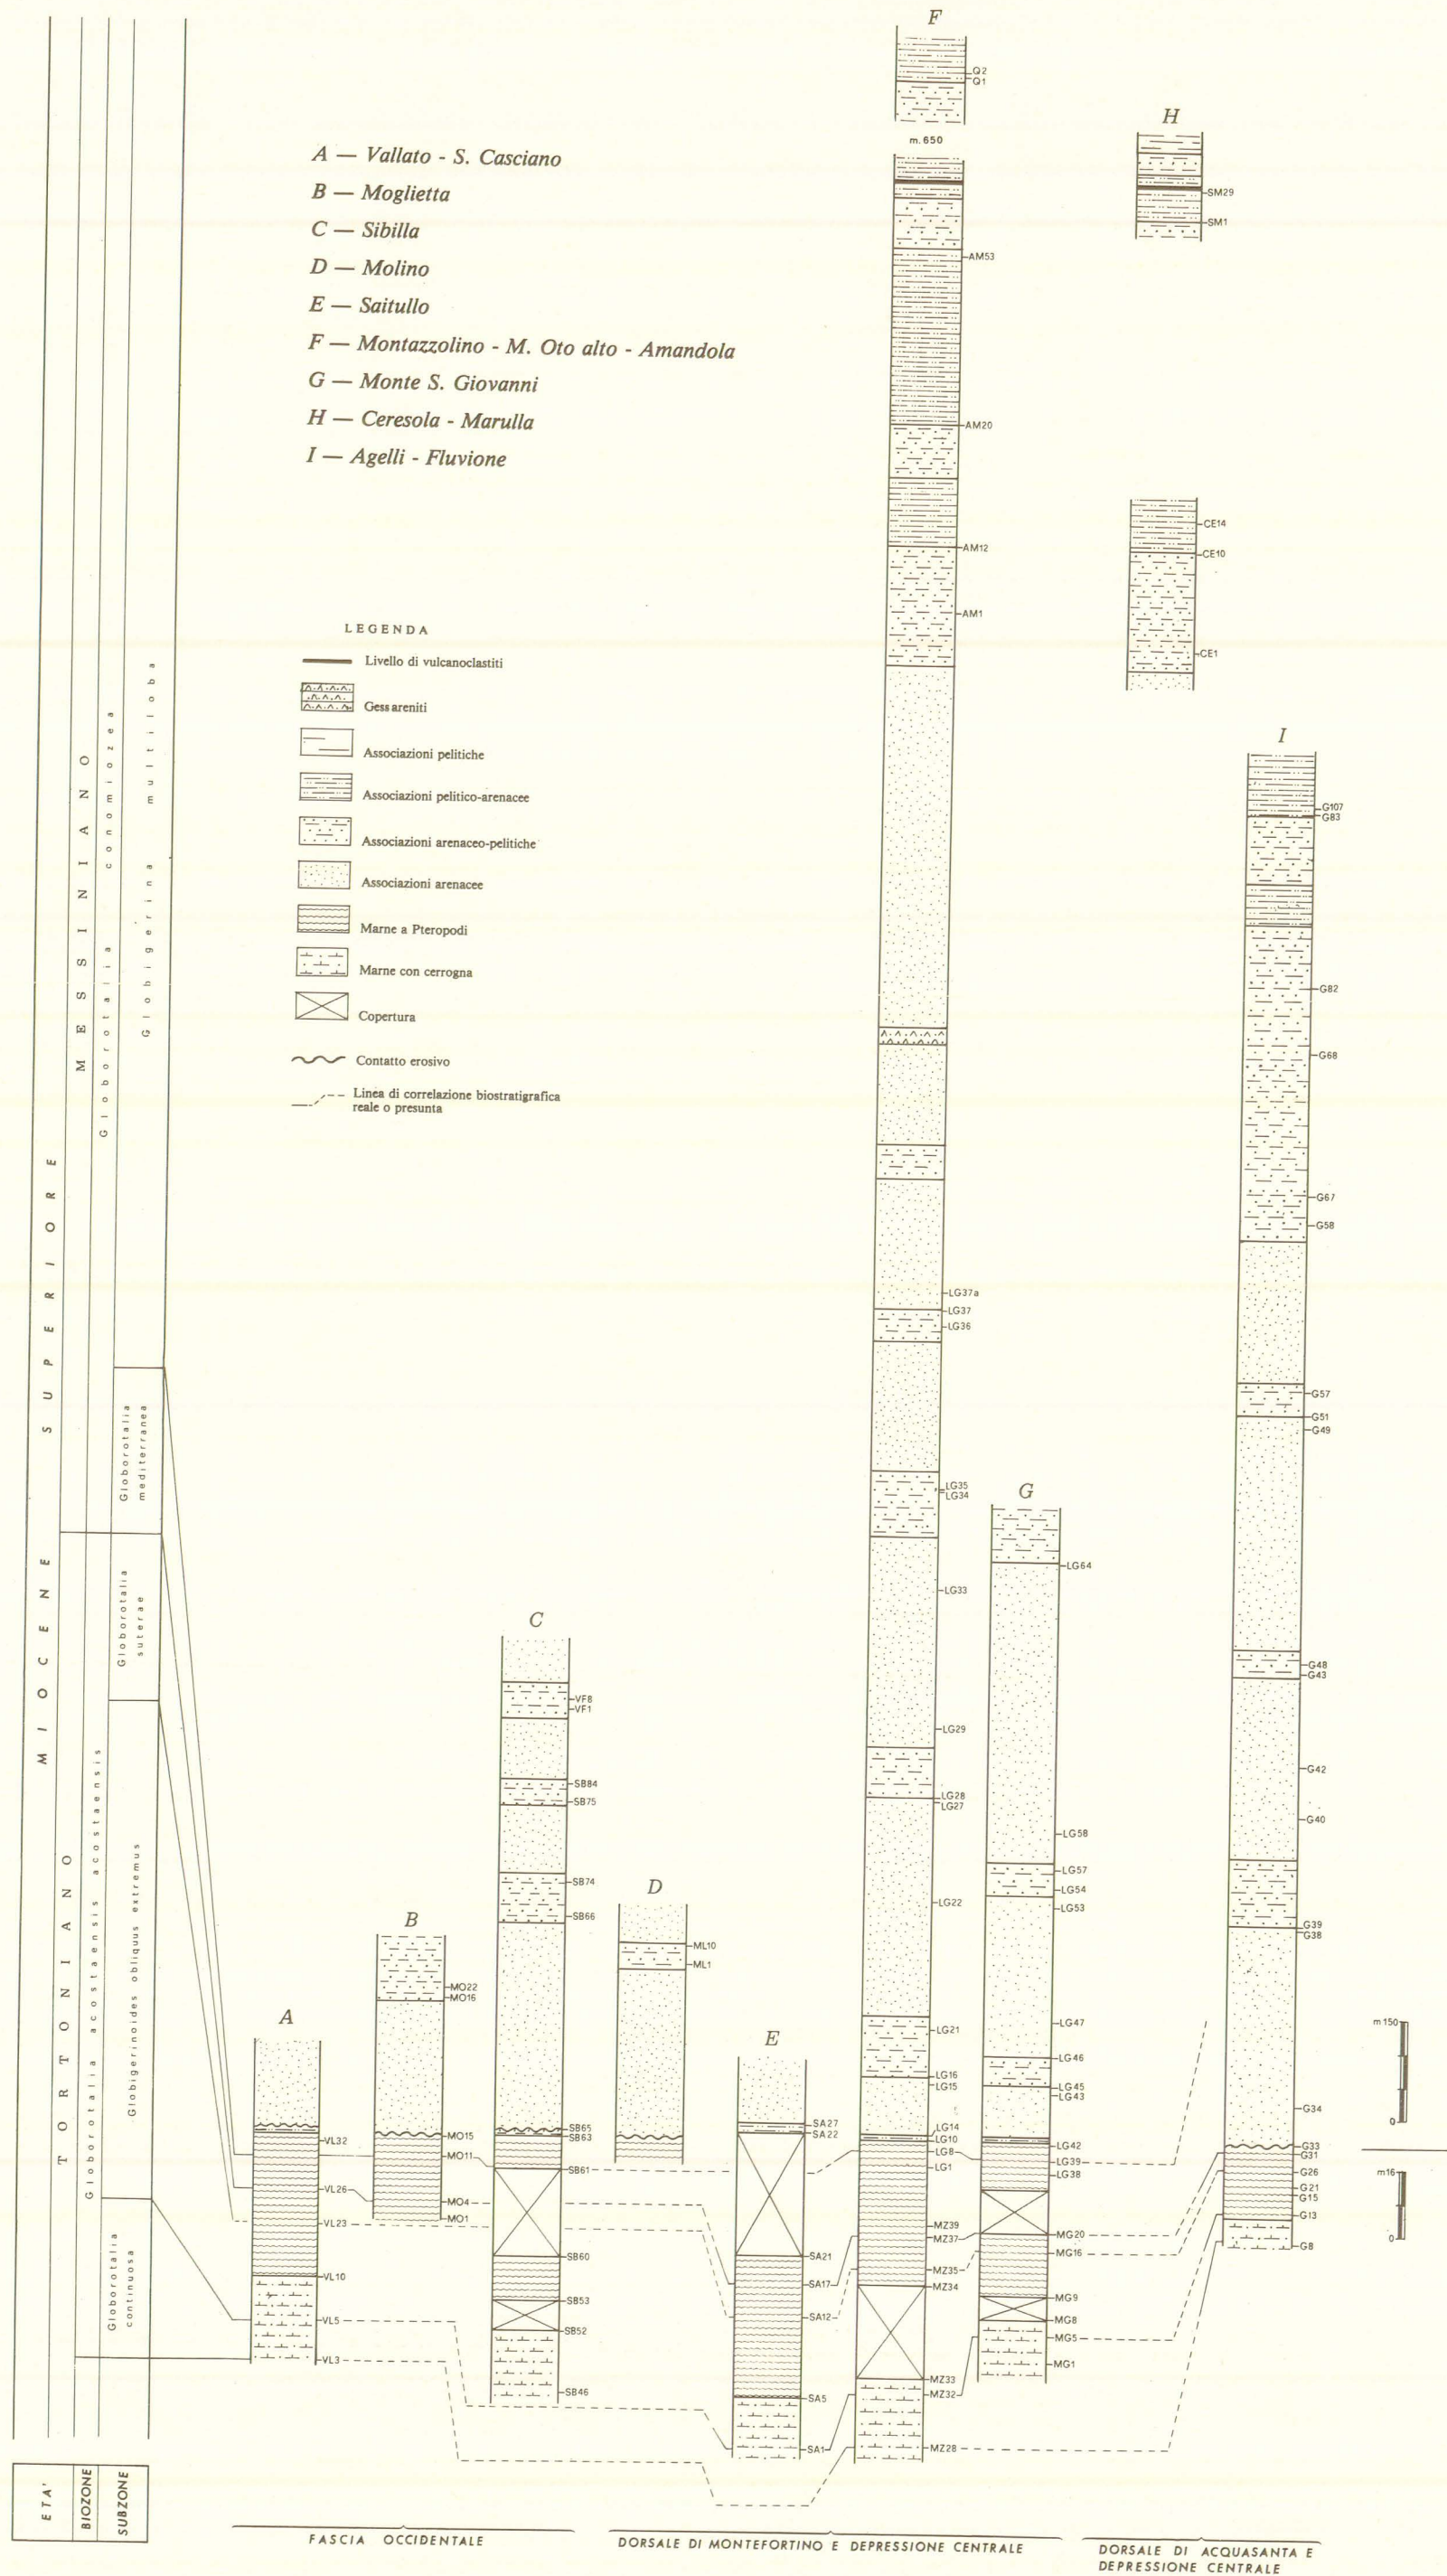 F
Q2
Q1
m. 650
H
SM29
SM1
A — Vallato - S. Casciano
B — Moglietta
C — Sibilla
D — Molino
E — Saitullo
F — Montazzolino - M. Oto alto - Amandola
G — Monte S. Giovanni
H — Ceresola - Marulla
I — Agelli - Fluvione
AM53
AM20
AM12
AM1
CE14
CE10
CE1
LEGENDA
Livello di vulcanoclastiti
Gessareniti
Associazioni pelitiche
Associazioni pelitico-arenacee
Associazioni arenaceo-pelitiche
Associazioni arenacee
Marne a Pteropodi
Marne con cerrogna
Copertura
Contatto erosivo
Linea di correlazione biostratigrafica
reale o presunta
MIOCENE SUPERIORE
MESSINIANO
TORTONIANO
Globorotalia conomiozea
Globorotalia acostaensis acostaensis
Globigerina multiloba
Globorotalia
mediterranea
Globorotalia
suterae
Globigerinoides obliquus extremus
Globorotalia
continuosa
I
G107
G83
G82
G68
G67
G58
G57
G51
G49
G48
G43
G42
G40
G39
G38
G34
G33
G31
G26
G21
G15
G13
G8
LG37a
LG37
LG36
LG35
LG34
LG33
LG29
LG28
LG27
LG22
LG21
LG16
LG15
LG14
LG10
LG8
LG1
MZ39
MZ37
MZ35
MZ34
MZ33
MZ32
MZ28
G
LG64
LG58
LG57
LG54
LG53
LG47
LG46
LG45
LG43
LG42
LG39
LG38
MG20
MG16
MG9
MG8
MG5
MG1
C
VF8
VF1
SB84
SB75
SB74
SB66
SB65
SB63
SB61
SB60
SB53
SB52
SB46
D
ML10
ML1
B
MO22
MO16
MO15
MO11
MO4
MO1
A
VL32
VL26
VL23
VL10
VL5
VL3
E
SA27
SA22
SA21
SA17
SA12
SA5
SA1
m 150
0
m16
0
ETA'
BIOZONE
SUBZONE
FASCIA OCCIDENTALE
DORSALE DI MONTEFORTINO E DEPRESSIONE CENTRALE
DORSALE DI ACQUASANTA E
DEPRESSIONE CENTRALE